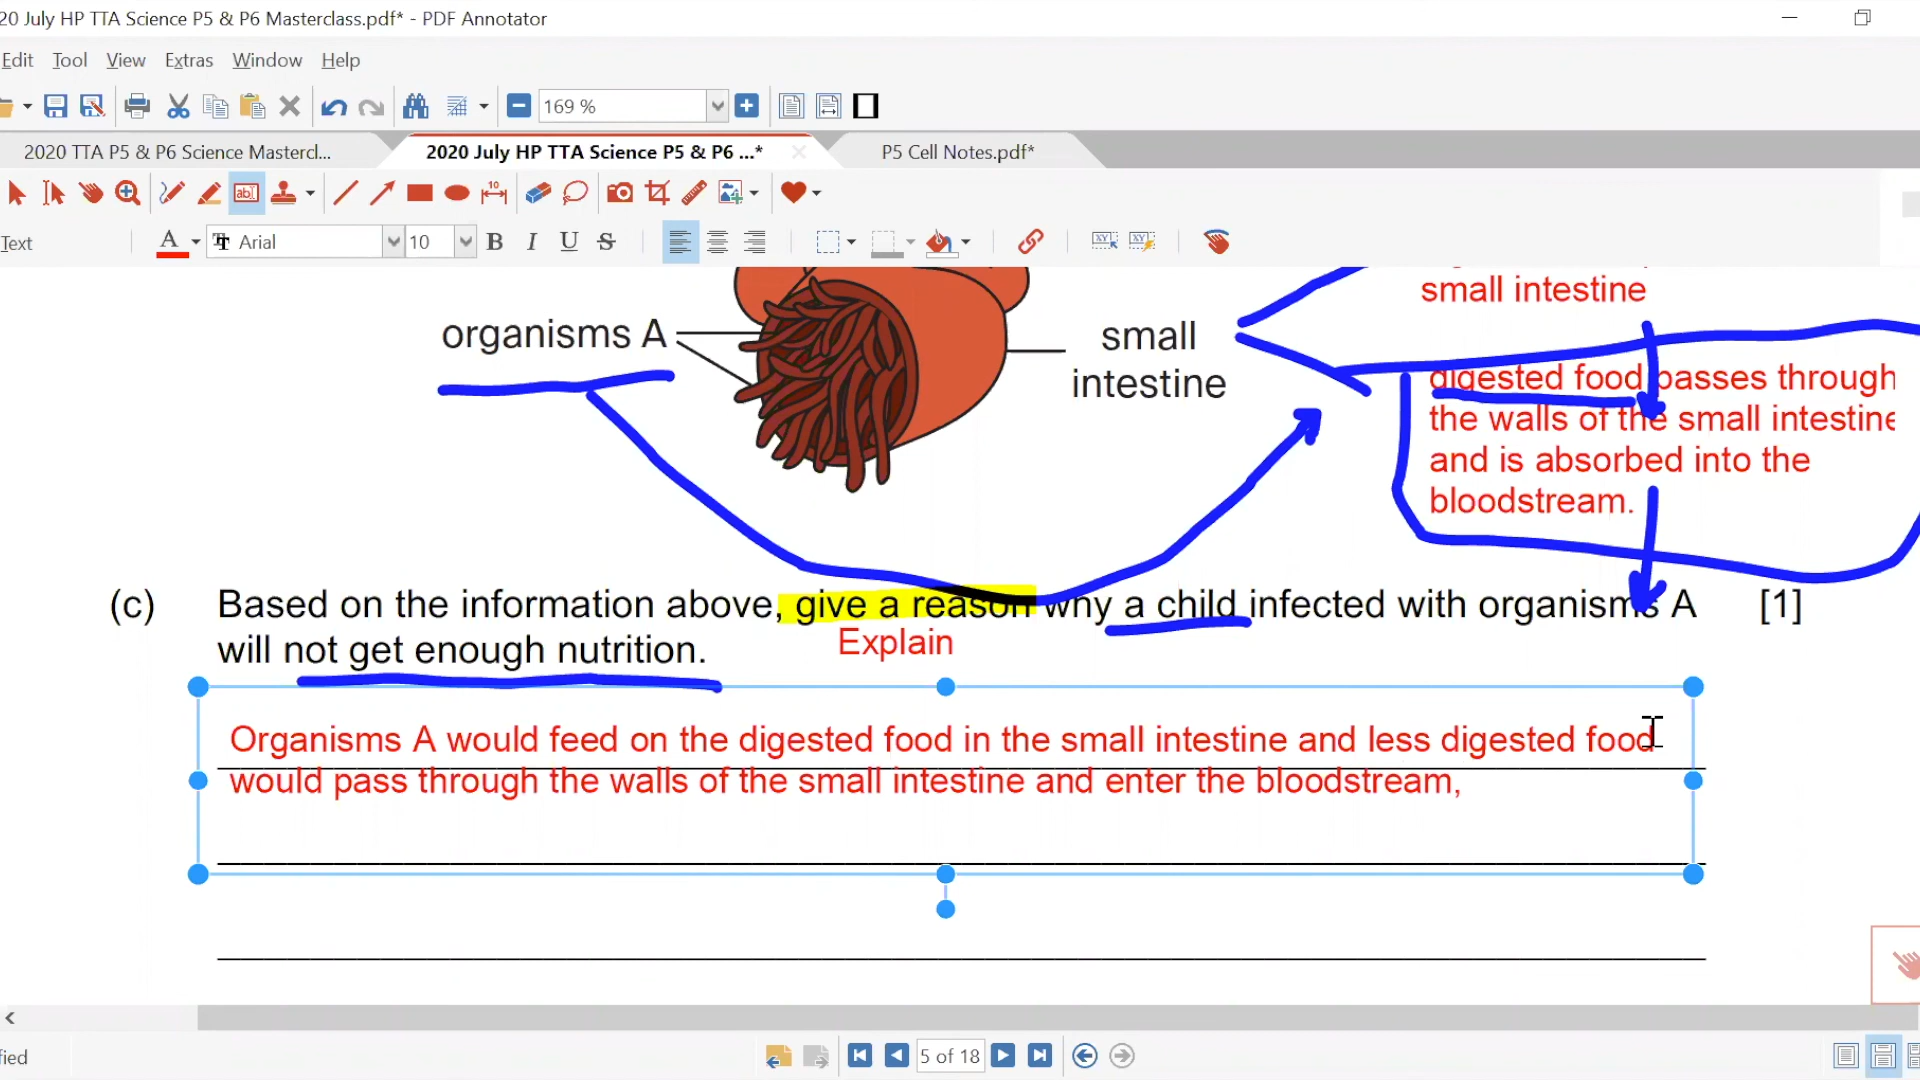 20 July HP TTA Science P5 & P6 Masterclass.pdf* - PDF Annotator
Edit Tool View Extras Window Help
169 %
2020 TTA P5 & P6 Science Mastercl...
2020 July HP TTA Science P5 & P6 ...*
P5 Cell Notes.pdf*
Text
Arial
10
B I U S
small intestine
organisms A
small
intestine
digested food passes through
the walls of the small intestine
and is absorbed into the
bloodstream.
(c) Based on the information above, give a reason why a child infected with organisms A [1]
will not get enough nutrition.
Explain
Organisms A would feed on the digested food in the small intestine and less digested food
would pass through the walls of the small intestine and enter the bloodstream,
fied
5 of 18